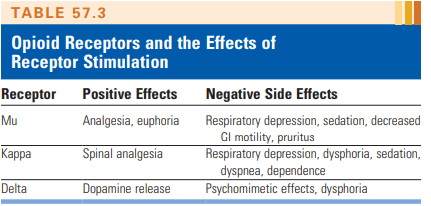 TABLE 57.3
Opioid Receptors and the Effects of
Receptor Stimulation
Receptor Positive Effects Negative Side Effects
Mu Analgesia, euphoria Respiratory depression, sedation, decreased
GI motility, pruritus
Kappa Spinal analgesia Respiratory depression, dysphoria, sedation,
dyspnea, dependence
Delta Dopamine release Psychomimetic effects, dysphoria